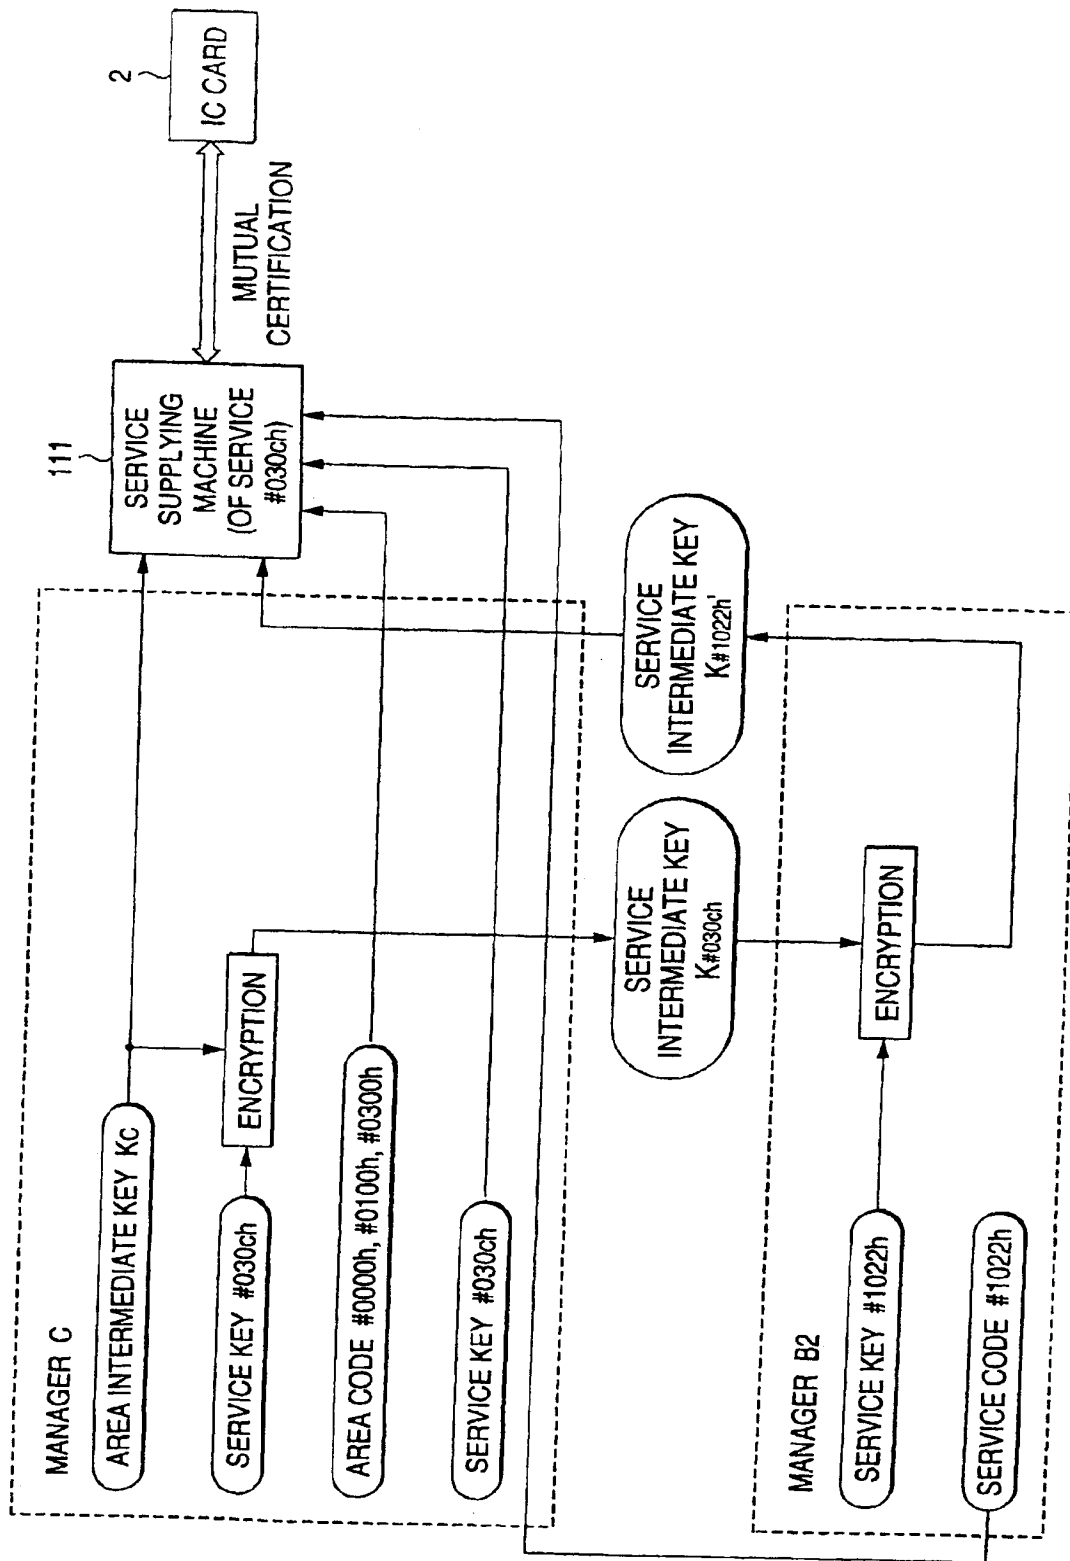 MANAGER C
AREA INTERMEDIATE KEY Kc
SERVICE KEY #030ch
ENCRYPTION
AREA CODE #0000h, #0100h, #0300h
SERVICE KEY #030ch
SERVICE
INTERMEDIATE KEY
K#030ch
SERVICE
INTERMEDIATE KEY
K#1022h'
MANAGER B2
SERVICE KEY #1022h
ENCRYPTION
SERVICE CODE #1022h
111
SERVICE
SUPPLYING
MACHINE
(OF SERVICE
#030ch)
MUTUAL
CERTIFICATION
2
IC CARD